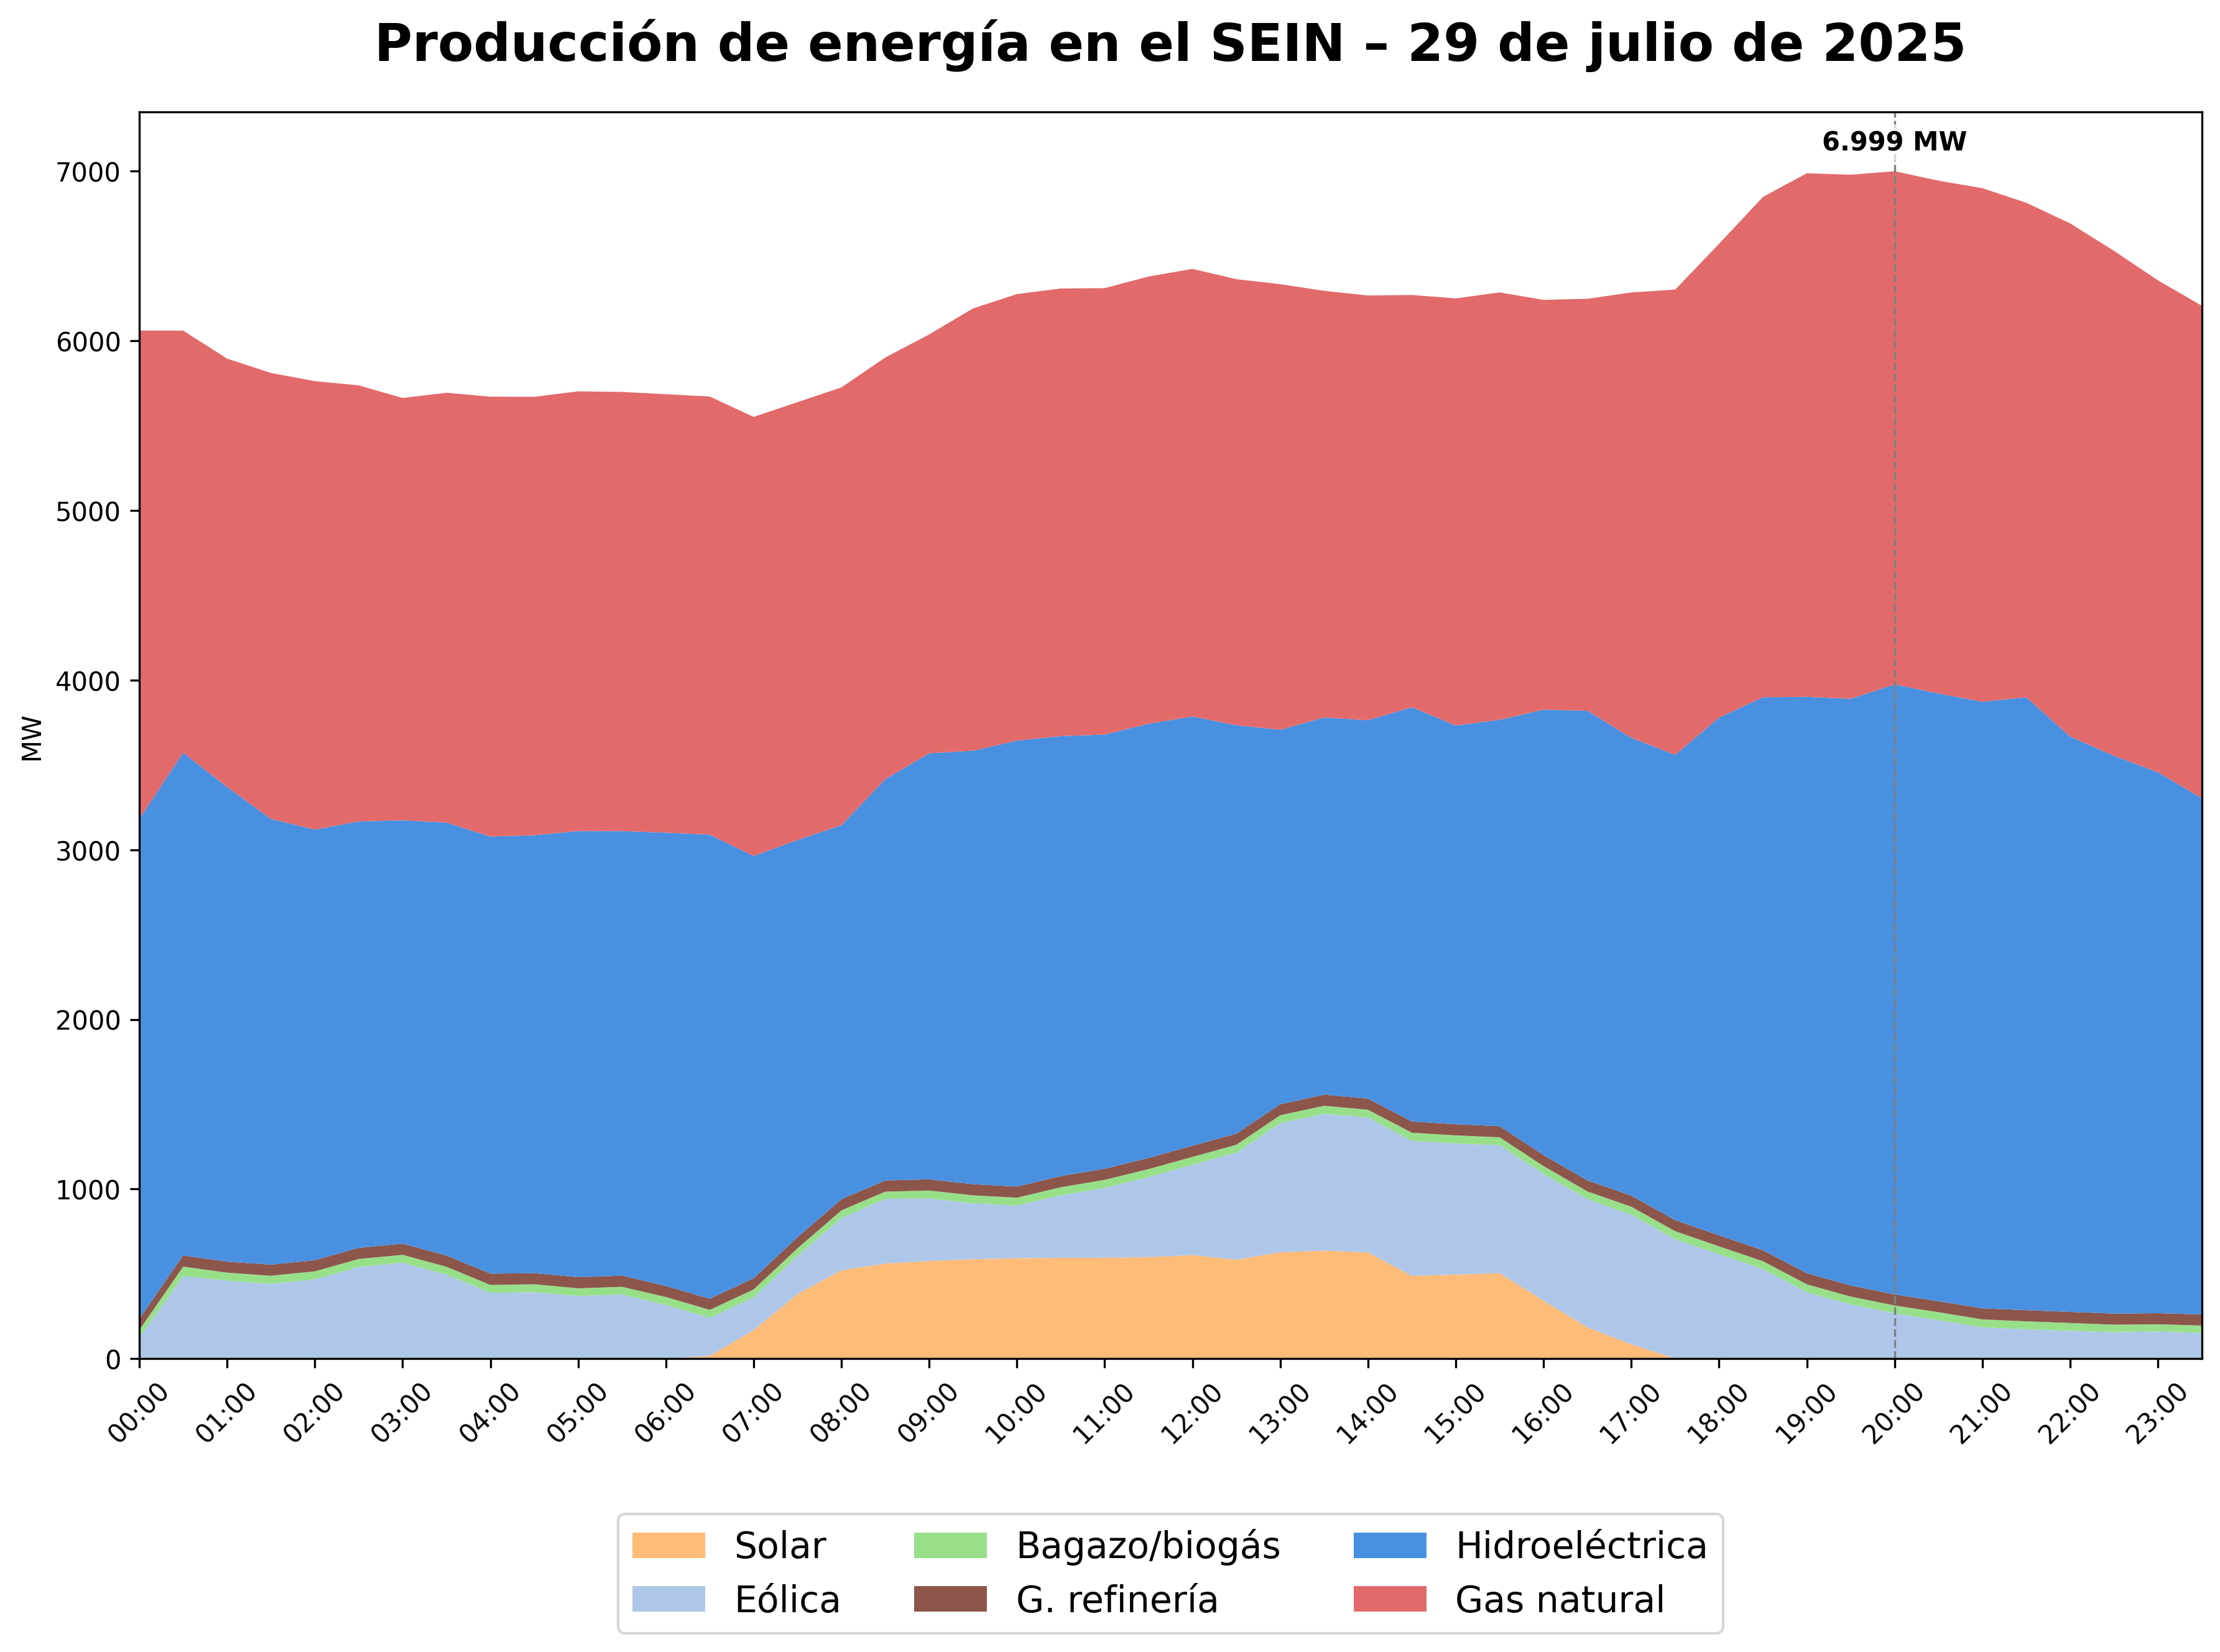 Producción de energía en el SEIN – 29 de julio de 2025
6.999 MW
7000
6000
5000
4000
3000
2000
1000
0
MW
00:00 01:00 02:00 03:00 04:00 05:00 06:00 07:00 08:00 09:00 10:00 11:00 12:00 13:00 14:00 15:00 16:00 17:00 18:00 19:00 20:00 21:00 22:00 23:00
Solar Bagazo/biogás Hidroeléctrica
Eólica G. refinería Gas natural